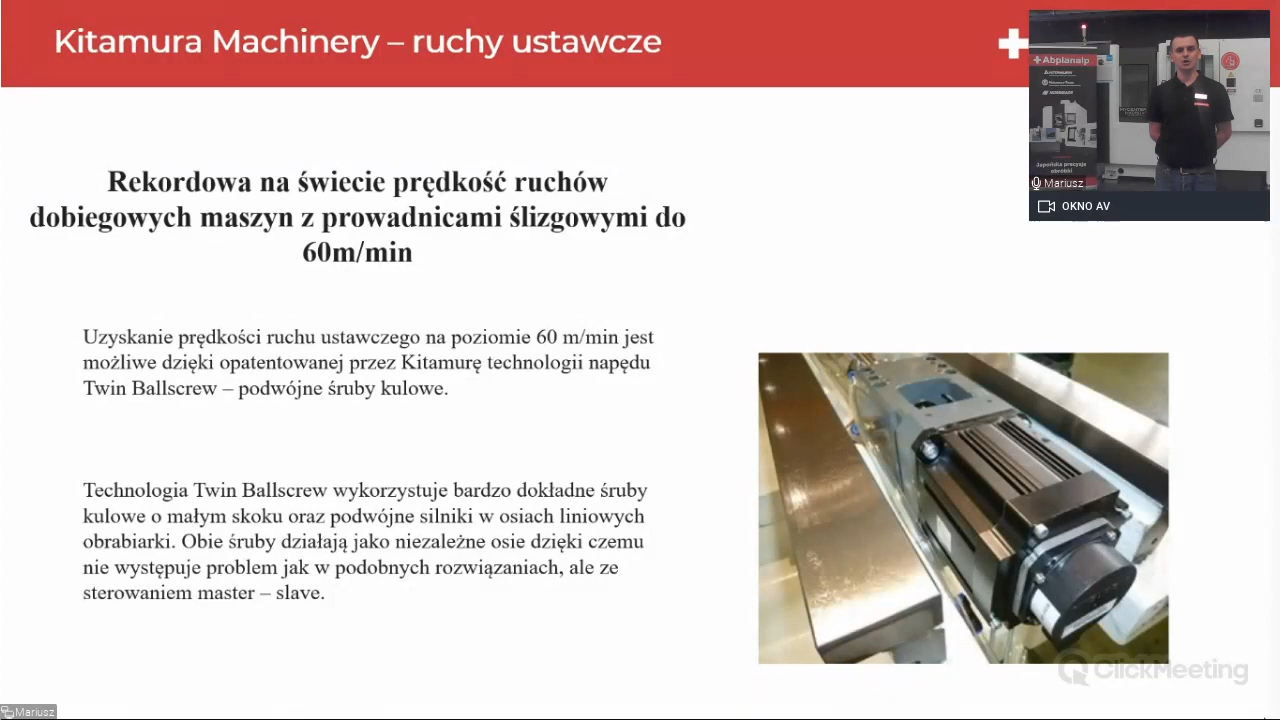 Kitamura Machinery – ruchy ustawcze
Abplanalp
Japońska precyzja
obróbki
Mariusz
OKNO AV
Rekordowa na świecie prędkość ruchów
dobiegowych maszyn z prowadnicami ślizgowymi do
60m/min
Uzyskanie prędkości ruchu ustawczego na poziomie 60 m/min jest
możliwe dzięki opatentowanej przez Kitamurę technologii napędu
Twin Ballscrew – podwójne śruby kulowe.
Technologia Twin Ballscrew wykorzystuje bardzo dokładne śruby
kulowe o małym skoku oraz podwójne silniki w osiach liniowych
obrabiarki. Obie śruby działają jako niezależne osie dzięki czemu
nie występuje problem jak w podobnych rozwiązaniach, ale ze
sterowaniem master – slave.
ClickMeeting
Mariusz